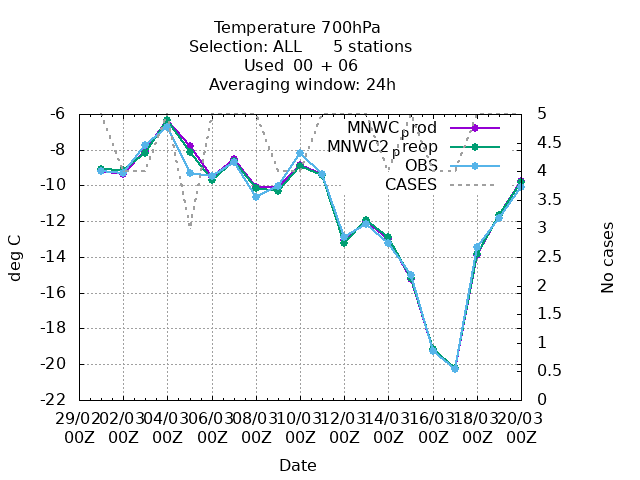 Temperature 700hPa
Selection: ALL 5 stations
Used 00 + 06
Averaging window: 24h
-6 5
MNWC_prod
4.5
-8
MNWC2_preop
OBS
4
-10 CASES
3.5
-12
3
-14
2.5
-16 2
1.5
-18
1
-20
0.5
-22 0
deg C
No cases
29/02 02/03 04/03 06/03 08/03 10/03 12/03 14/03 16/03 18/03 20/03
00Z 00Z 00Z 00Z 00Z 00Z 00Z 00Z 00Z 00Z 00Z
Date